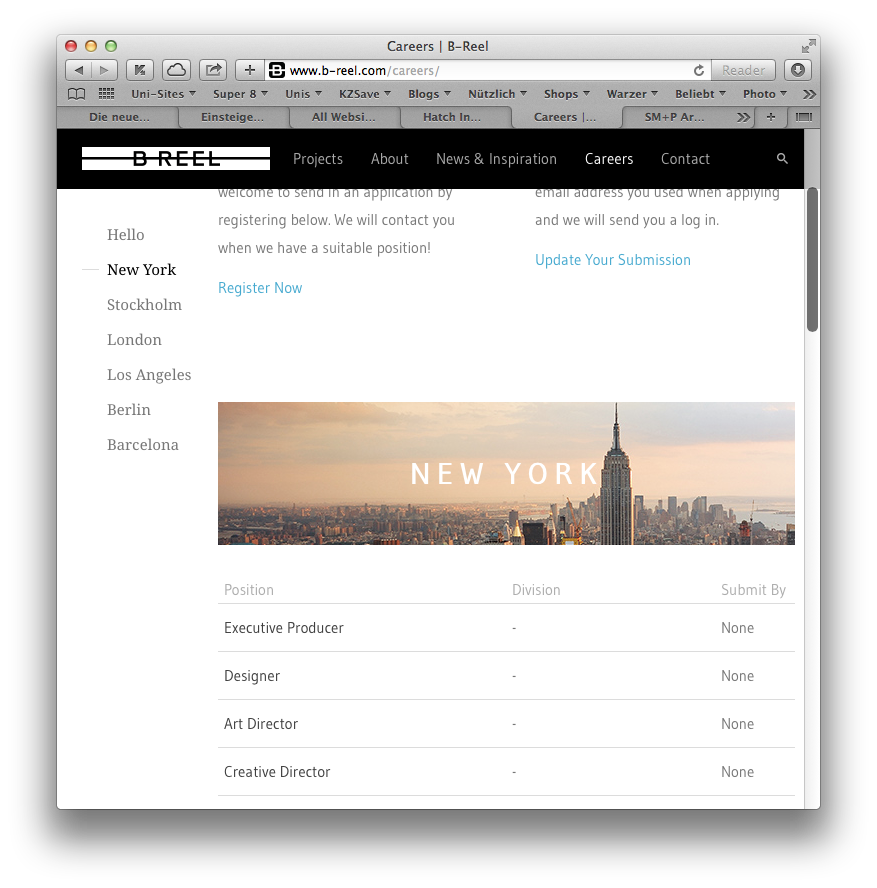 Careers | B-Reel
www.b-reel.com/careers/
Reader
Uni-Sites Super 8 Unis KZSave Blogs Nützlich Shops Warzer Beliebt Photo
Die neue... Einsteige... All Websi... Hatch In... Careers |... SM+P Ar...
B-REEL Projects About News & Inspiration Careers Contact
Hello
New York
Stockholm
London
Los Angeles
Berlin
Barcelona
welcome to send in an application by
registering below. We will contact you
when we have a suitable position!
Register Now
email address you used when applying
and we will send you a log in.
Update Your Submission
NEW YORK
Position Division Submit By
Executive Producer - None
Designer - None
Art Director - None
Creative Director - None